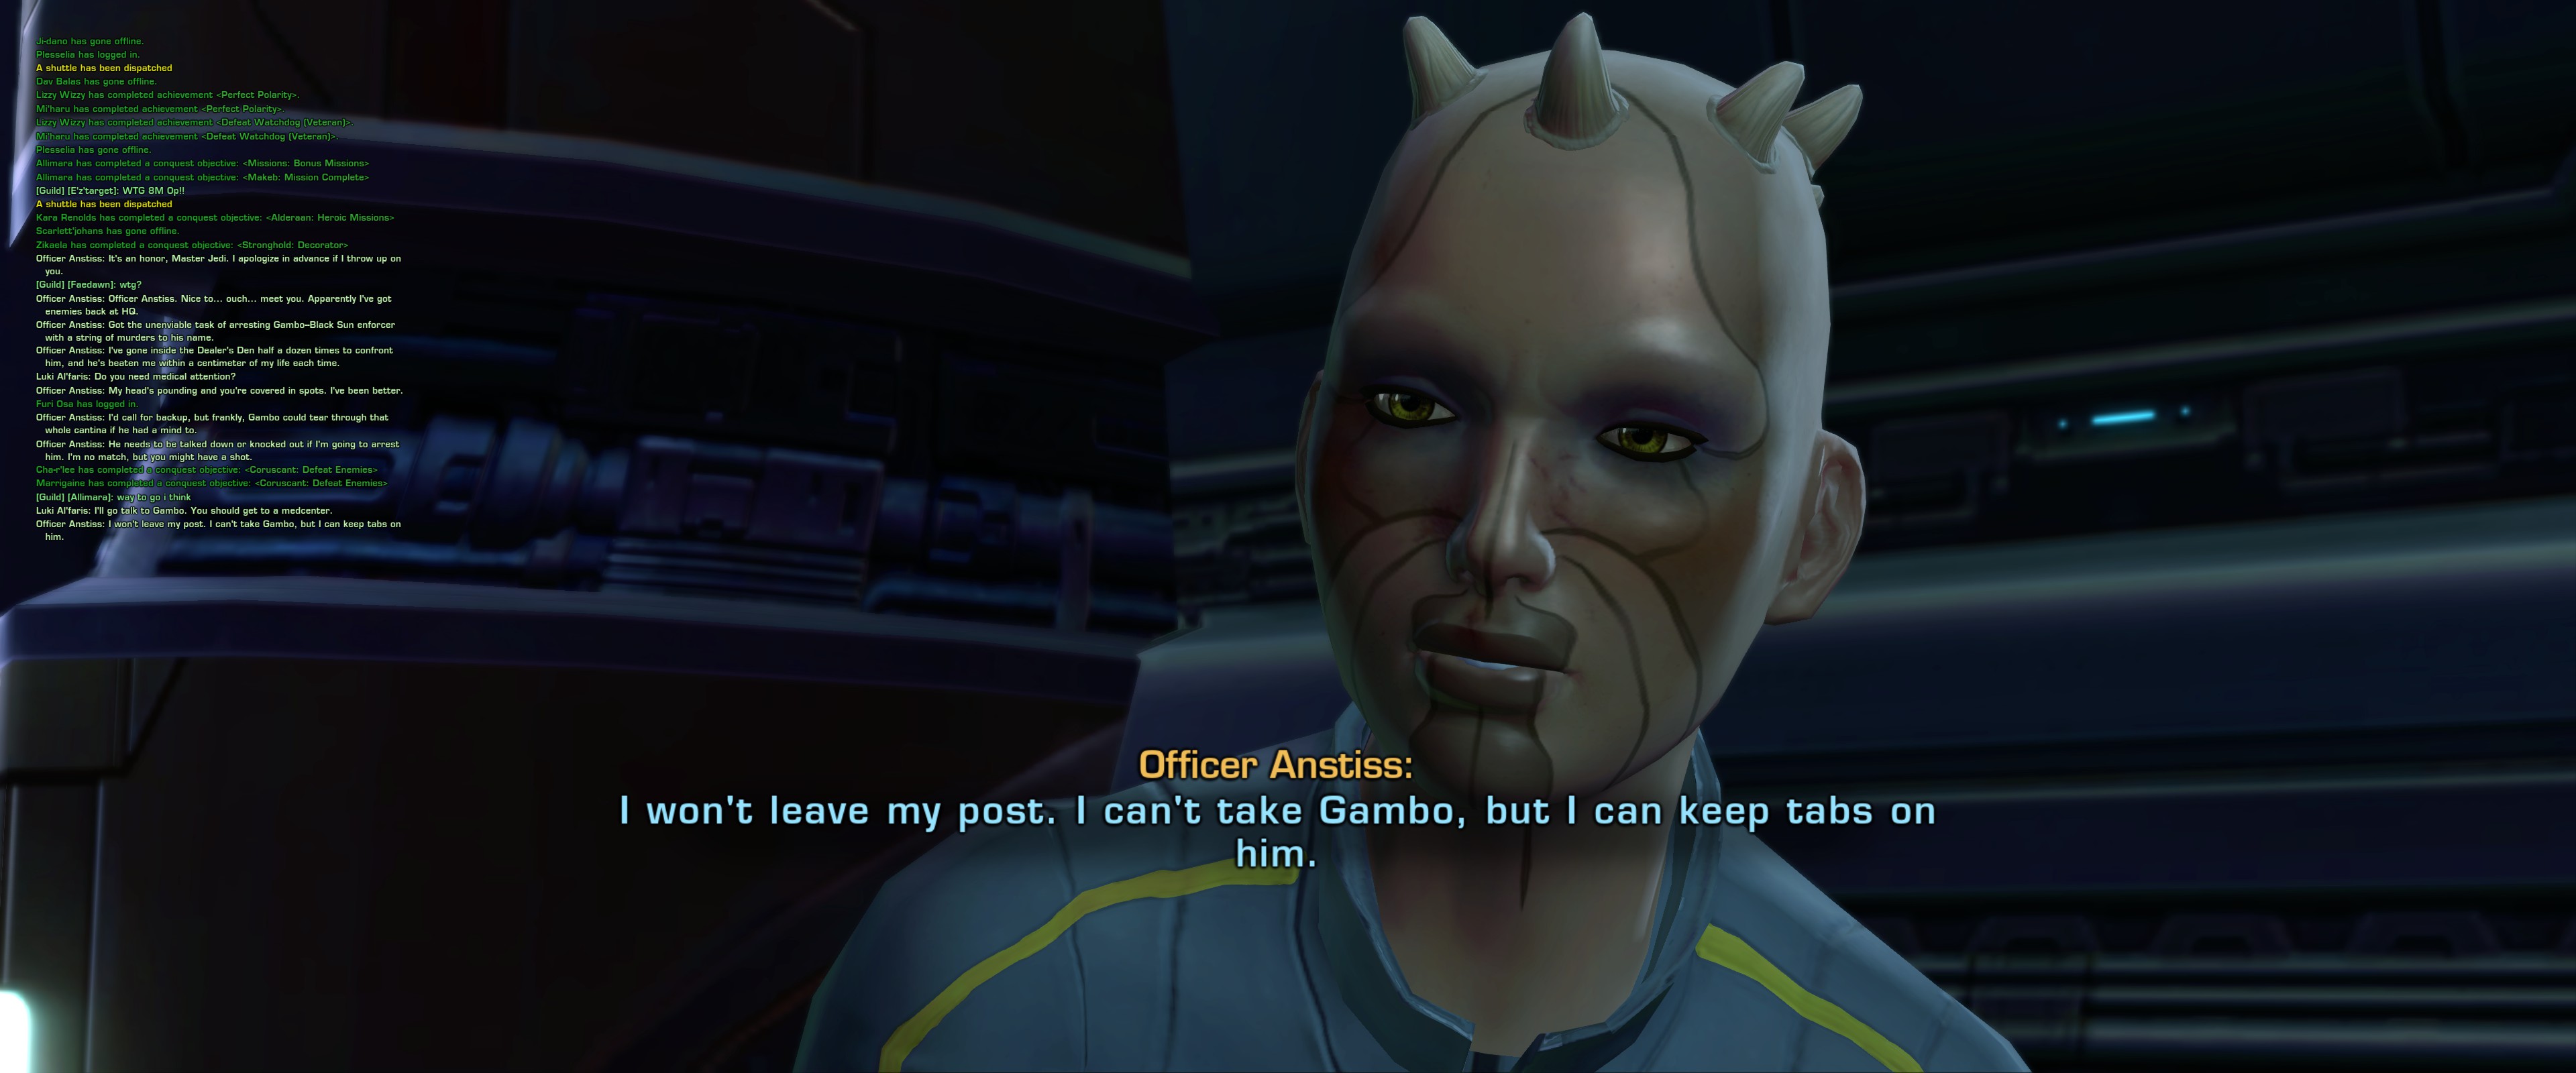 Ji-dano has gone offline.
Plesselia has logged in.
A shuttle has been dispatched
Dav Balas has gone offline.
Lizzy Wizzy has completed achievement <Perfect Polarity>.
Mi'haru has completed achievement <Perfect Polarity>.
Lizzy Wizzy has completed achievement <Defeat Watchdog (Veteran)>.
Mi'haru has completed achievement <Defeat Watchdog (Veteran)>.
Plesselia has gone offline.
Allimara has completed a conquest objective: <Missions: Bonus Missions>
Allimara has completed a conquest objective: <Makeb: Mission Complete>
[Guild] [E'z'target]: WTG 8M Op!!
A shuttle has been dispatched
Kara Renolds has completed a conquest objective: <Alderaan: Heroic Missions>
Scarlett'johans has gone offline.
Zikaela has completed a conquest objective: <Stronghold: Decorator>
Officer Anstiss: It's an honor, Master Jedi. I apologize in advance if I throw up on
you.
[Guild] [Faedawn]: wtg?
Officer Anstiss: Officer Anstiss. Nice to... ouch... meet you. Apparently I've got
enemies back at HQ.
Officer Anstiss: Got the unenviable task of arresting Gambo—Black Sun enforcer
with a string of murders to his name.
Officer Anstiss: I've gone inside the Dealer's Den half a dozen times to confront
him, and he's beaten me within a centimeter of my life each time.
Luki Al'faris: Do you need medical attention?
Officer Anstiss: My head's pounding and you're covered in spots. I've been better.
Furi Osa has logged in.
Officer Anstiss: I'd call for backup, but frankly, Gambo could tear through that
whole cantina if he had a mind to.
Officer Anstiss: He needs to be talked down or knocked out if I'm going to arrest
him. I'm no match, but you might have a shot.
Cha-r'lee has completed a conquest objective: <Coruscant: Defeat Enemies>
Marrigaine has completed a conquest objective: <Coruscant: Defeat Enemies>
[Guild] [Allimara]: way to go i think
Luki Al'faris: I'll go talk to Gambo. You should get to a medcenter.
Officer Anstiss: I won't leave my post. I can't take Gambo, but I can keep tabs on
him.
Officer Anstiss:
I won't leave my post. I can't take Gambo, but I can keep tabs on
him.